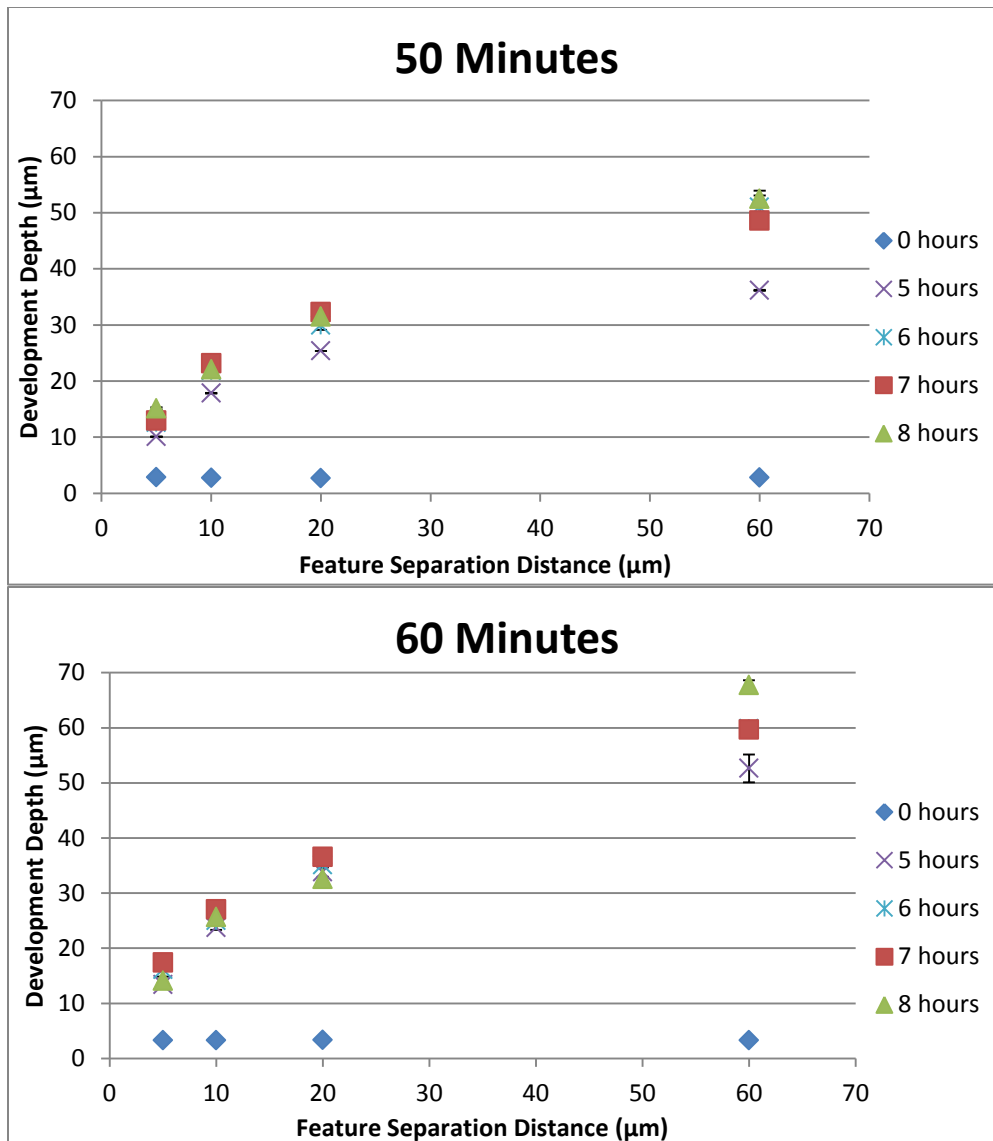 50 Minutes
70
60
50
40
30
20
10
0
Development Depth (µm)
0 10 20 30 40 50 60 70
Feature Separation Distance (µm)
0 hours
5 hours
6 hours
7 hours
8 hours
60 Minutes
70
60
50
40
30
20
10
0
Development Depth (µm)
0 10 20 30 40 50 60 70
Feature Separation Distance (µm)
0 hours
5 hours
6 hours
7 hours
8 hours